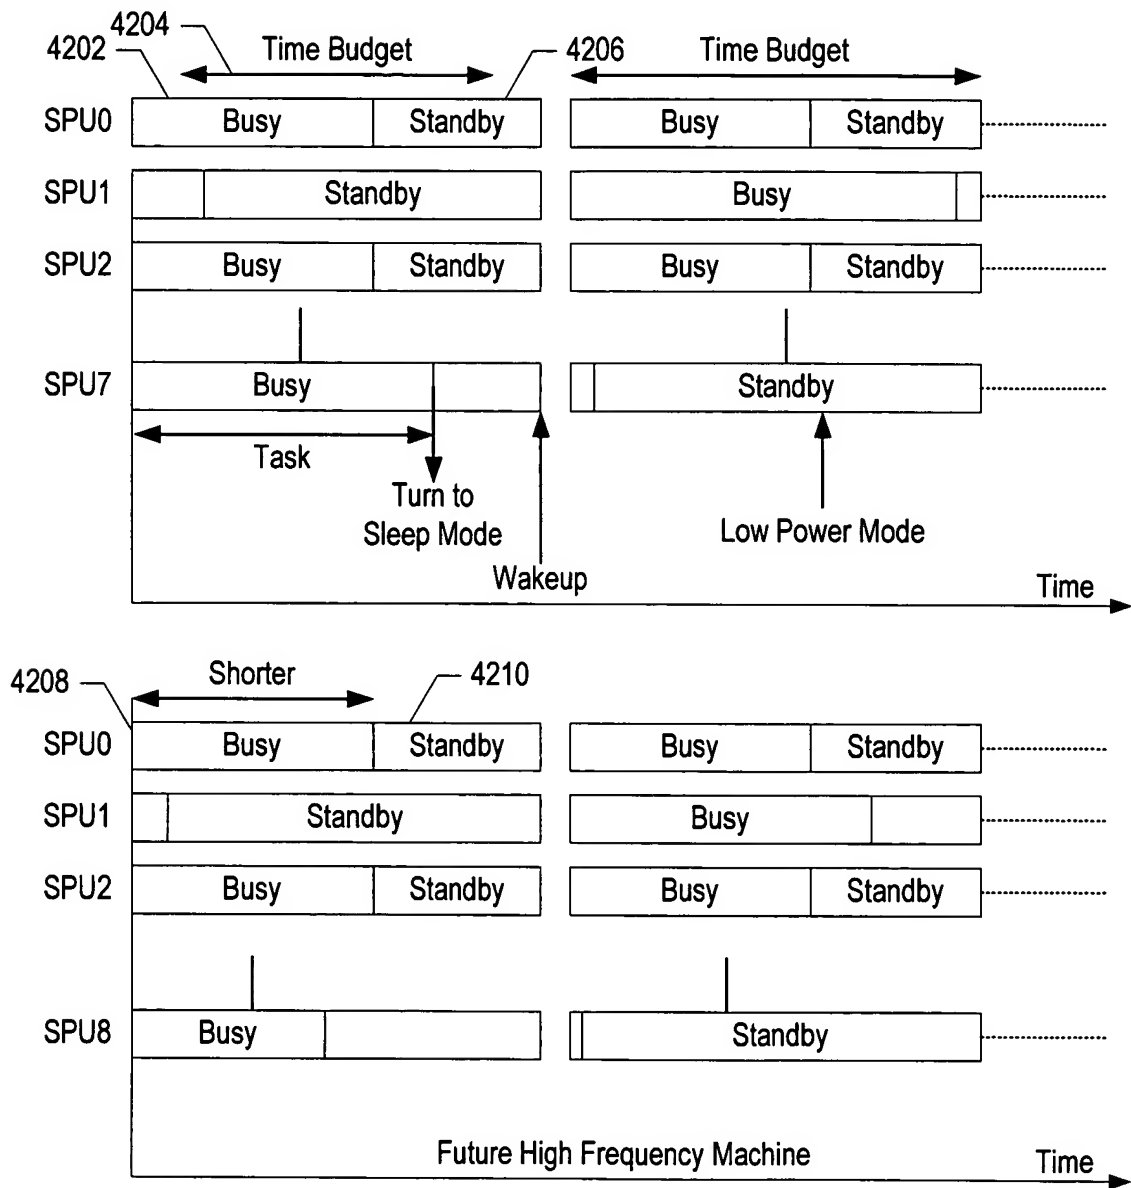 4204
4202
Time Budget
4206
Time Budget
SPU0
Busy
Standby
Busy
Standby
SPU1
Standby
Busy
SPU2
Busy
Standby
Busy
Standby
SPU7
Busy
Standby
Task
Turn to
Sleep Mode
Low Power Mode
Wakeup
Time
4208
Shorter
4210
SPU0
Busy
Standby
Busy
Standby
SPU1
Standby
Busy
SPU2
Busy
Standby
Busy
Standby
SPU8
Busy
Standby
Future High Frequency Machine
Time